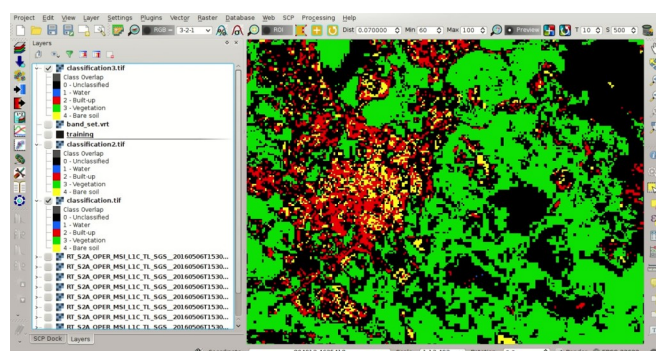 Project Edit View Layer Settings Plugins Vector Raster Database Web SCP Processing Help
RGB = 3-2-1 ROI Dist 0.070000 Min 60 Max 100 Preview T 10 S 500
Layers
classification3.tif
Class Overlap
0 - Unclassified
1 - Water
2 - Built-up
3 - Vegetation
4 - Bare soil
band_set.vrt
training
classification2.tif
Class Overlap
0 - Unclassified
1 - Water
2 - Built-up
3 - Vegetation
4 - Bare soil
classification.tif
Class Overlap
0 - Unclassified
1 - Water
2 - Built-up
3 - Vegetation
4 - Bare soil
RT_S2A_OPER_MSI_L1C_TL_SGS__20160506T1530...
RT_S2A_OPER_MSI_L1C_TL_SGS__20160506T1530...
RT_S2A_OPER_MSI_L1C_TL_SGS__20160506T1530...
RT_S2A_OPER_MSI_L1C_TL_SGS__20160506T1530...
RT_S2A_OPER_MSI_L1C_TL_SGS__20160506T1530...
RT_S2A_OPER_MSI_L1C_TL_SGS__20160506T1530...
RT_S2A_OPER_MSI_L1C_TL_SGS__20160506T1530...
RT_S2A_OPER_MSI_L1C_TL_SGS__20160506T1530...
SCP Dock Layers